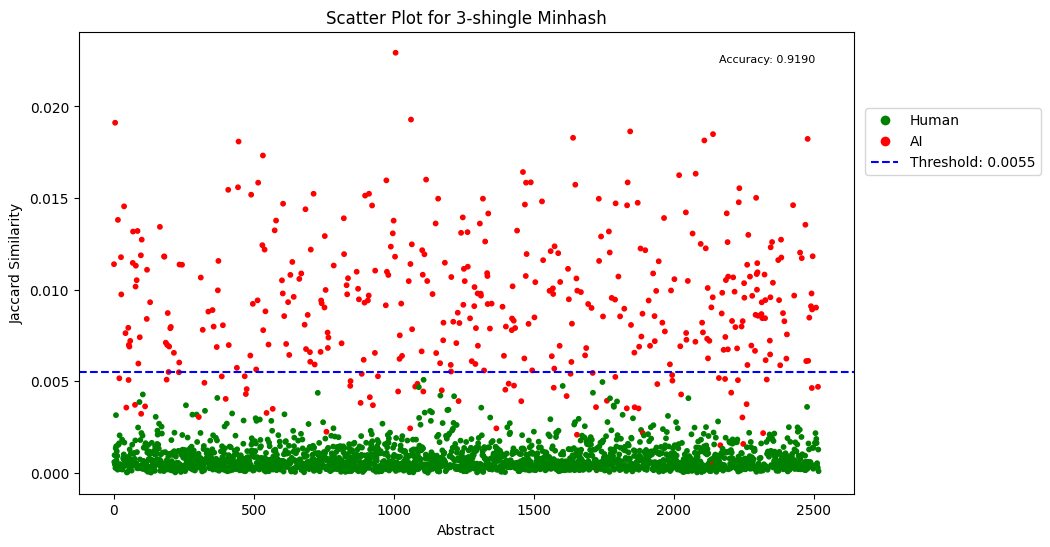 Scatter Plot for 3-shingle Minhash
Accuracy: 0.9190
Human
AI
Threshold: 0.0055
Jaccard Similarity
0.020
0.015
0.010
0.005
0.000
0
500
1000
1500
2000
2500
Abstract